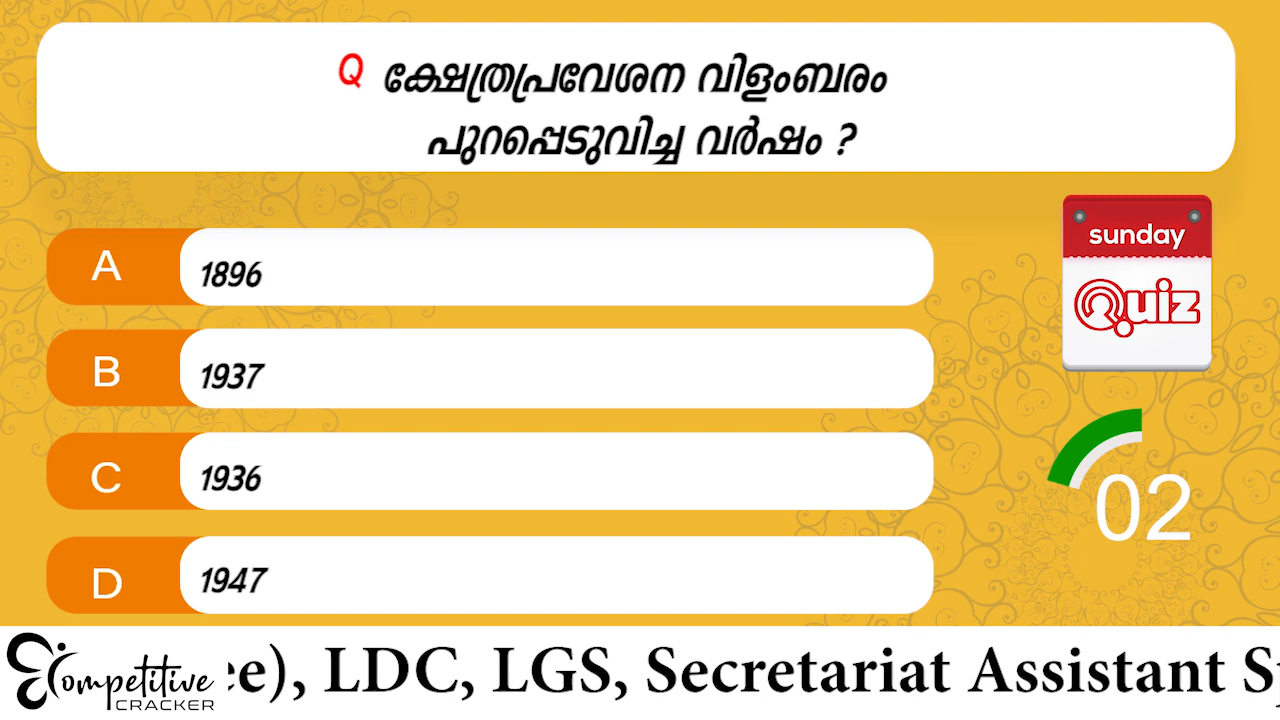 Q ക്ഷേത്രപ്രവേശന വിളംബരം
പുറപ്പെടുവിച്ച വർഷം ?
A 1896
B 1937
C 1936
D 1947
sunday
Quiz
02
Competitive
CRACKER
ee), LDC, LGS, Secretariat Assistant